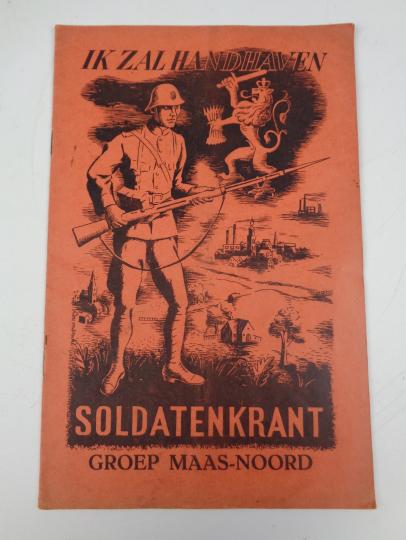 IK ZAL HANDHAVEN
SOLDATENKRANT
GROEP MAAS-NOORD